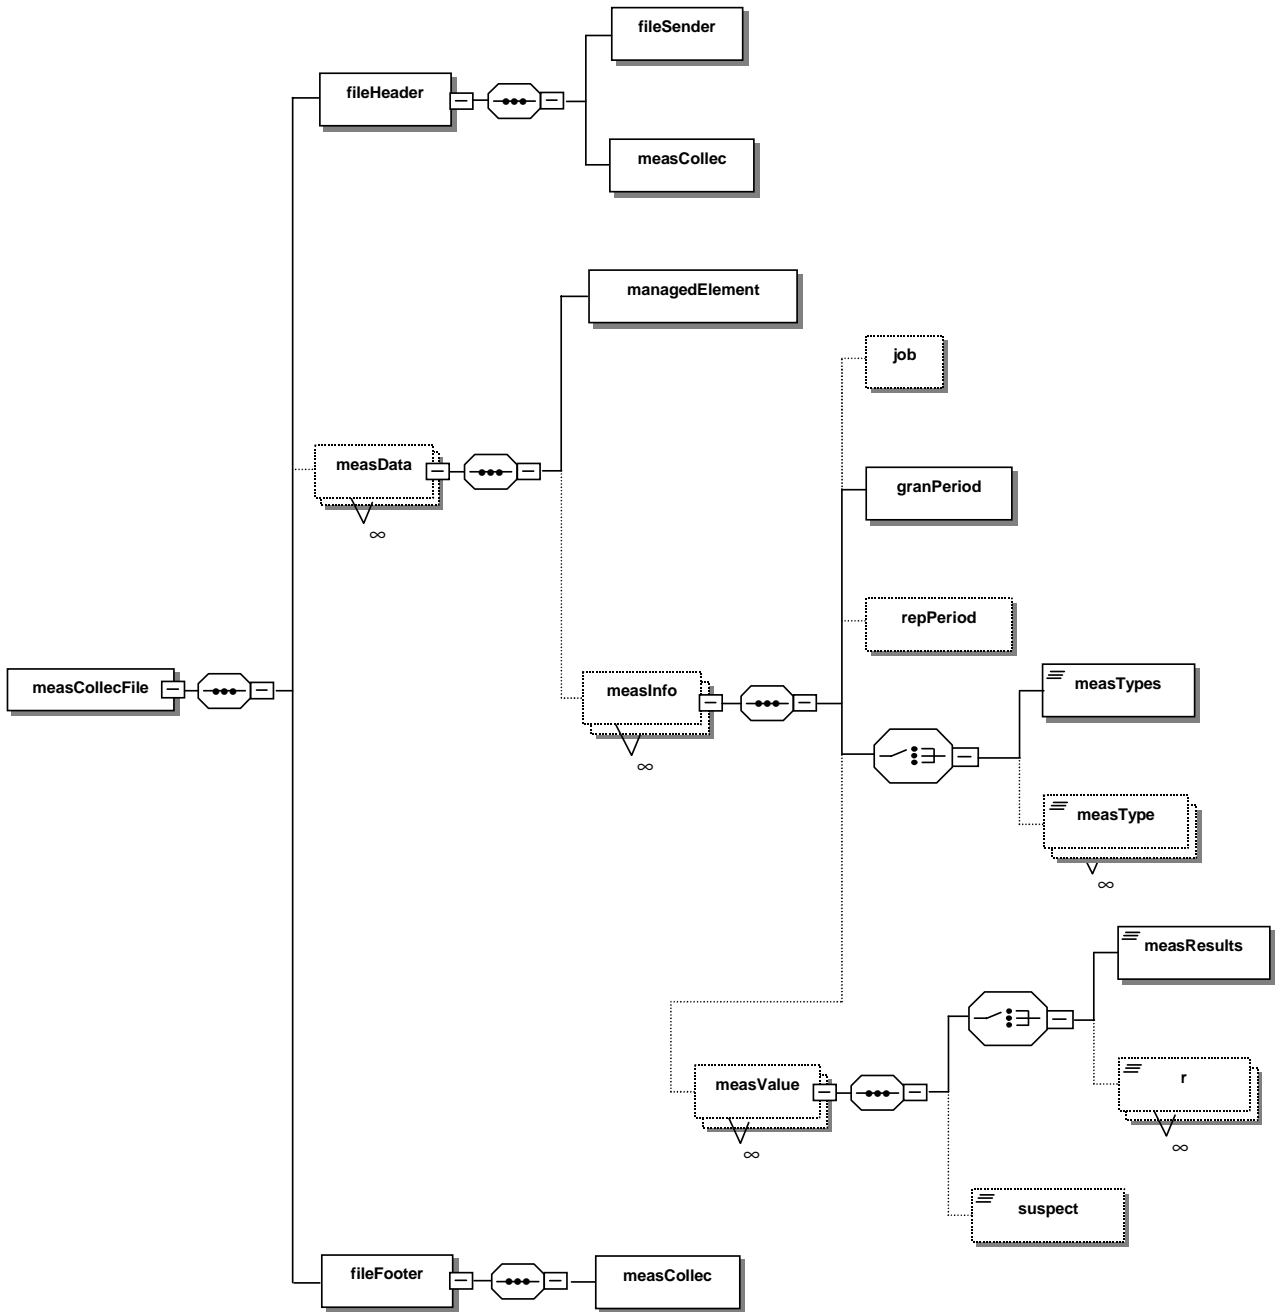 fileSender
fileHeader
measCollec
managedElement
job
measData
∞
granPeriod
repPeriod
measCollecFile
measInfo
∞
measTypes
measType
∞
measResults
measValue
∞
r
∞
suspect
fileFooter
measCollec